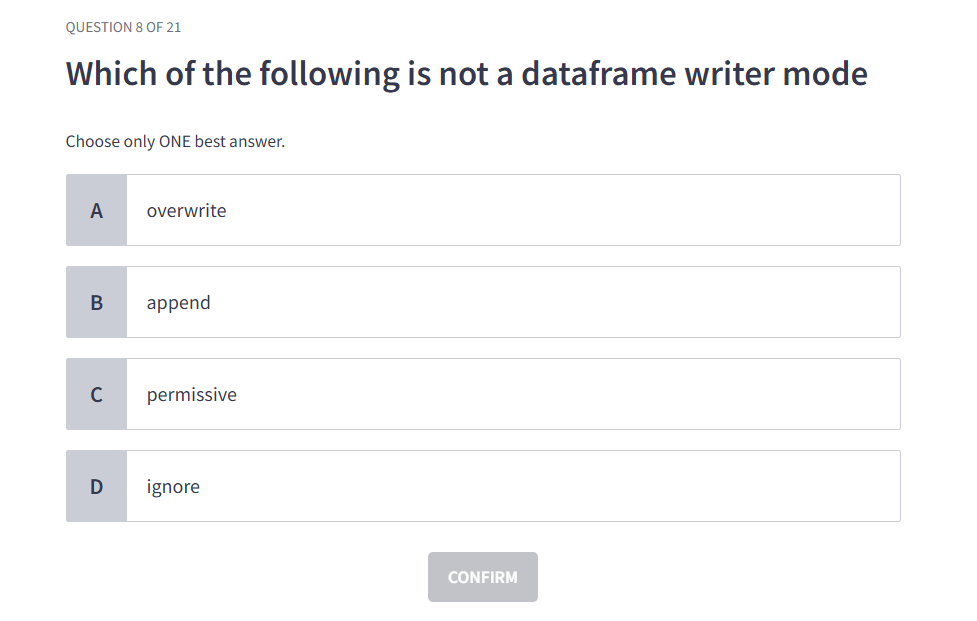 QUESTION 8 OF 21
Which of the following is not a dataframe writer mode
Choose only ONE best answer.
A overwrite
B append
C permissive
D ignore
CONFIRM